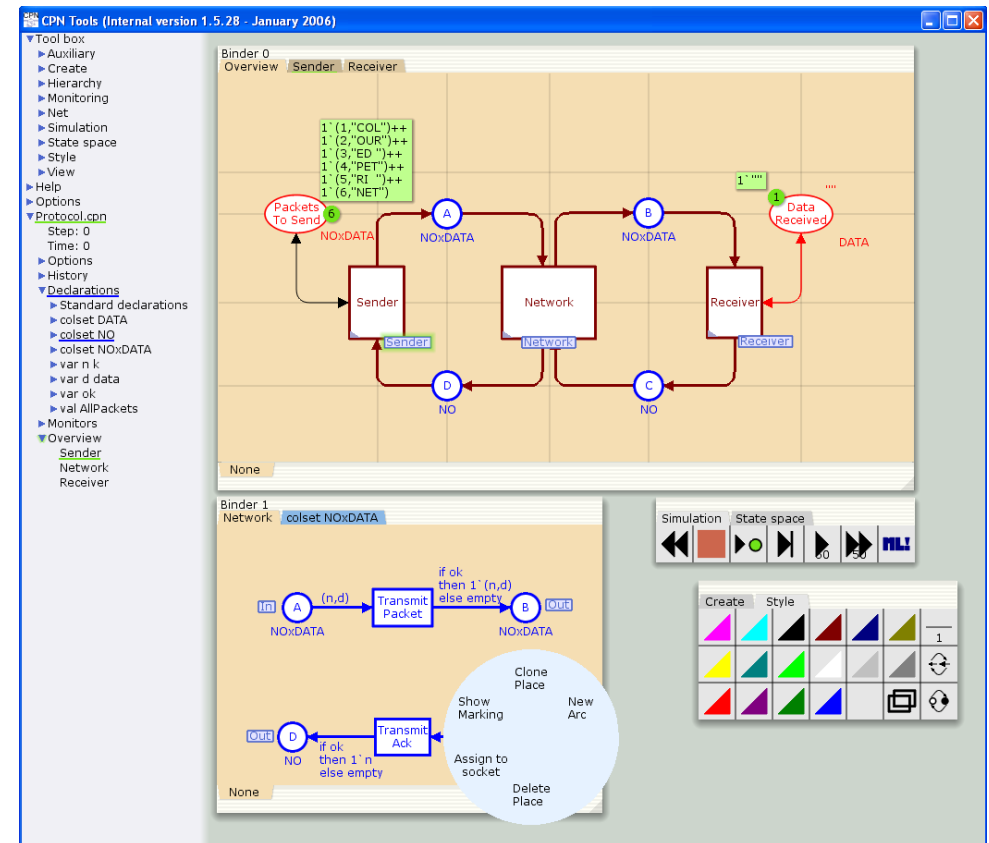 CPN Tools (Internal version 1.5.28 - January 2006)
Tool box
Auxiliary
Create
Hierarchy
Monitoring
Net
Simulation
State space
Style
View
Help
Options
Protocol.cpn
Step: 0
Time: 0
Options
History
Declarations
Standard declarations
colset DATA
colset NO
colset NOxDATA
var n k
var d data
var ok
val AllPackets
Monitors
Overview
Sender
Network
Receiver
Binder 0
Overview Sender Receiver
1`(1,"COL")++
1`(2,"OUR")++
1`(3,"ED ")++
1`(4,"PET")++
1`(5,"RI ")++
1`(6,"NET")
Packets
To Send
6
NOxDATA
A
NOxDATA
B
NOxDATA
1`""
1
""
Data
Received
DATA
Sender
Sender
Network
Network
Receiver
Receiver
D
NO
C
NO
None
Binder 1
Network colset NOxDATA
In
A
NOxDATA
(n,d)
Transmit
Packet
if ok
then 1`(n,d)
else empty
B
Out
NOxDATA
Out
D
NO
if ok
then 1`n
else empty
Transmit
Ack
Clone
Place
Show
Marking
New
Arc
Assign to
socket
Delete
Place
None
Simulation State space
50
ML!
Create Style
1